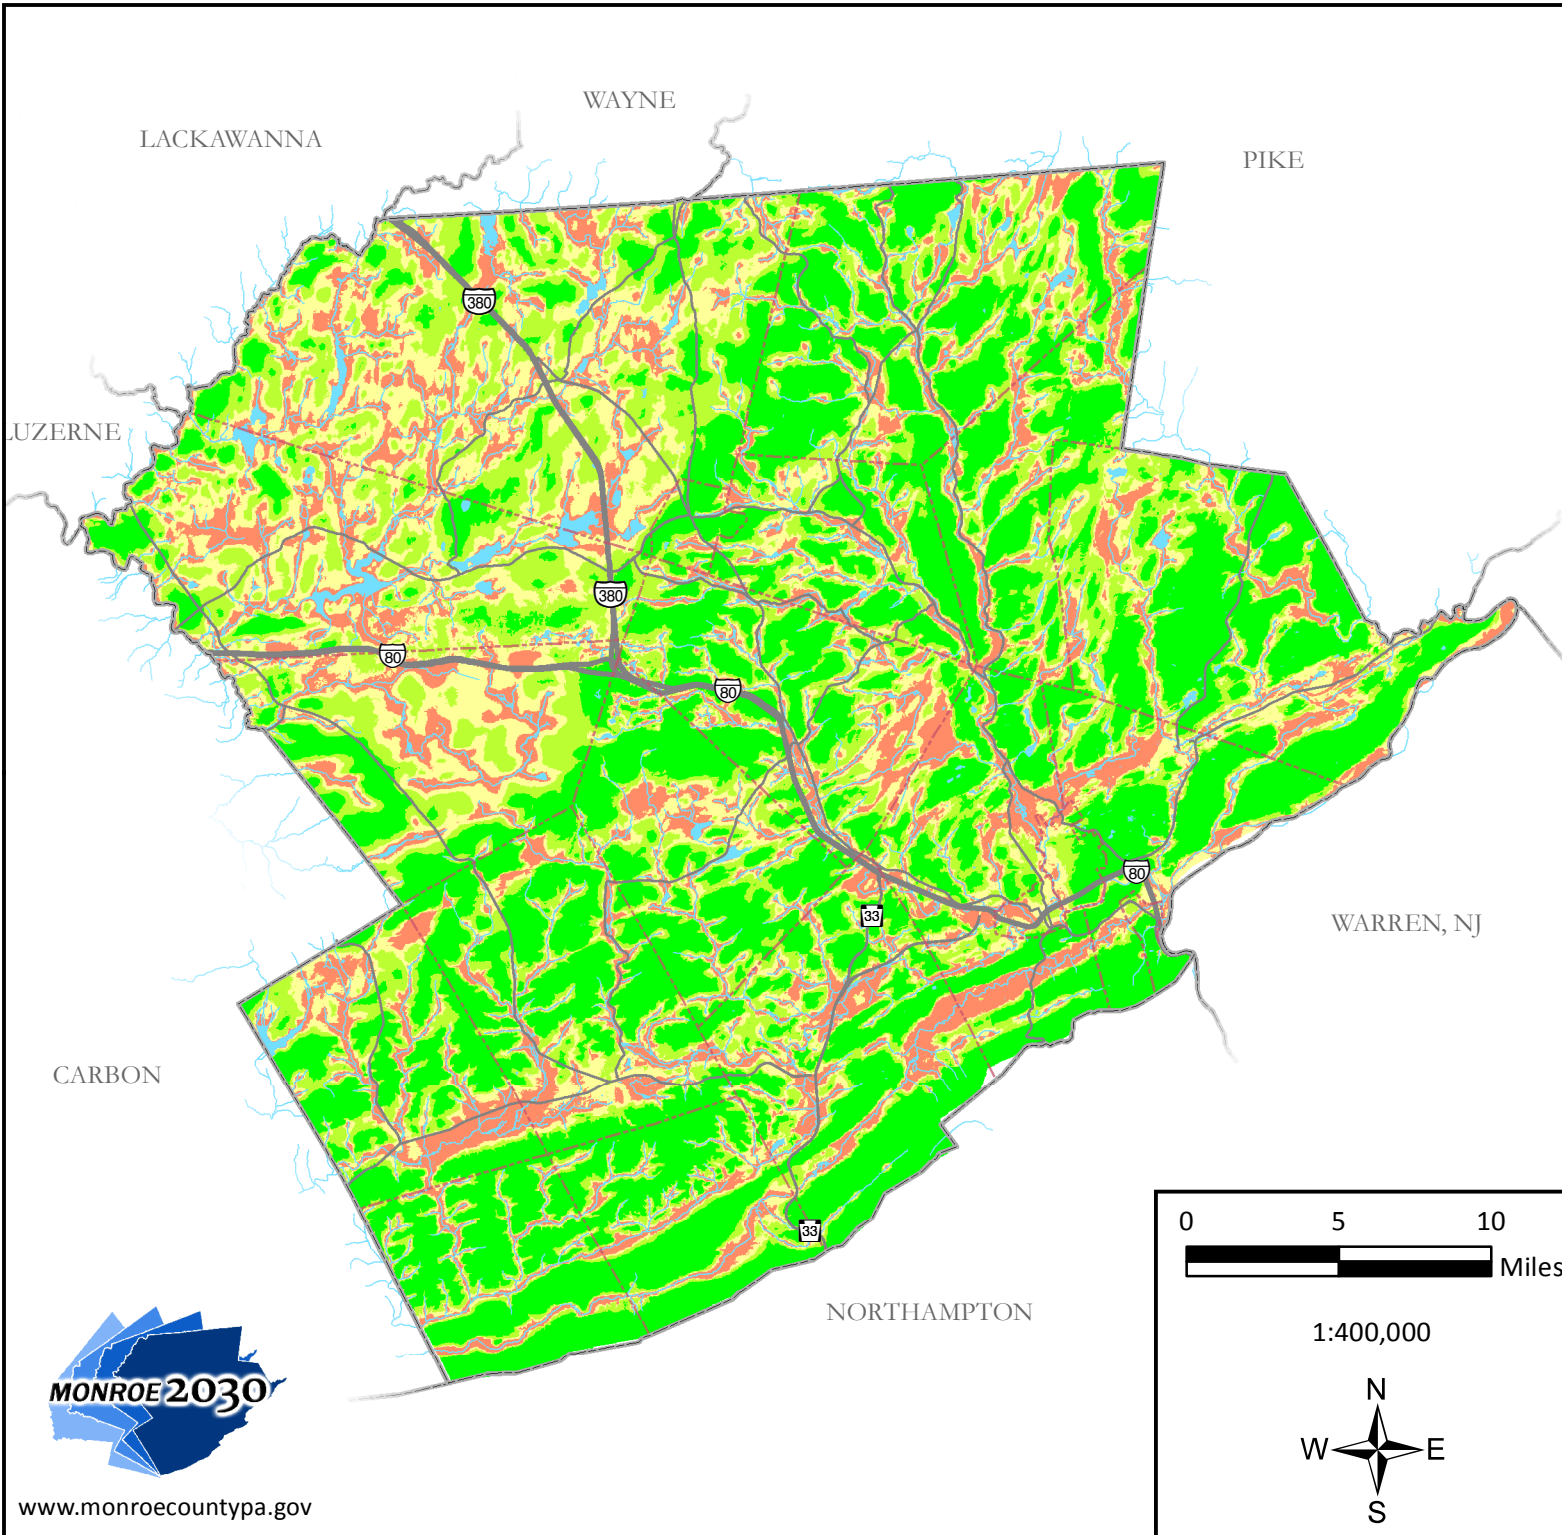 WAYNE
LACKAWANNA
PIKE
380
LUZERNE
380
80
80
80
33
WARREN, NJ
CARBON
0 5 10
Miles
33
NORTHAMPTON
1:400,000
MONROE 2030
N
W E
S
www.monroecountypa.gov